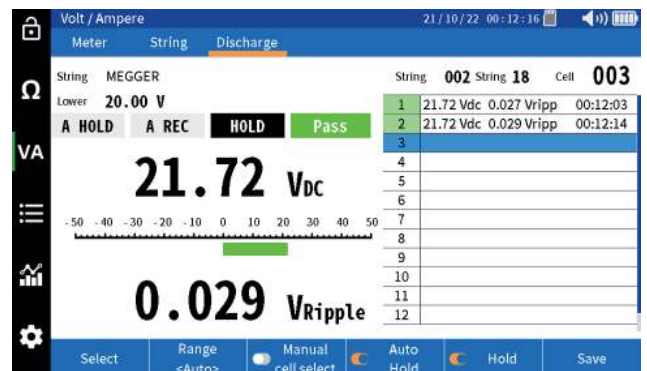 Volt / Ampere 21/10/22 00:12:16
Meter String Discharge
String MEGGER
Lower 20.00 V
A HOLD A REC HOLD Pass
21.72 VDC
-50 -40 -30 -20 -10 0 10 20 30 40 50
0.029 VRipple
String 002 String 18 Cell 003
1 21.72 Vdc 0.027 Vripp 00:12:03
2 21.72 Vdc 0.029 Vripp 00:12:14
3
4
5
6
7
8
9
10
11
12
Ω
VA
Select
Range
<Auto>
Manual
cell select
Auto
Hold
Hold
Save